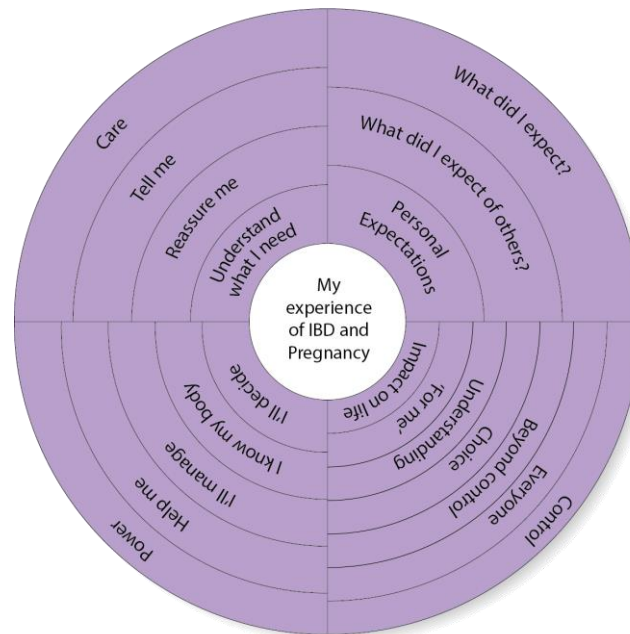 Care
Tell me
Reassure me
Understand
what I need
What did I expect?
What did I expect of others?
Personal
Expectations
My
experience
of IBD and
Pregnancy
I'll decide
I know my body
I'll manage
Help me
Power
Impact on life
'For me'
Understanding
Choice
Beyond control
Everyone
Control